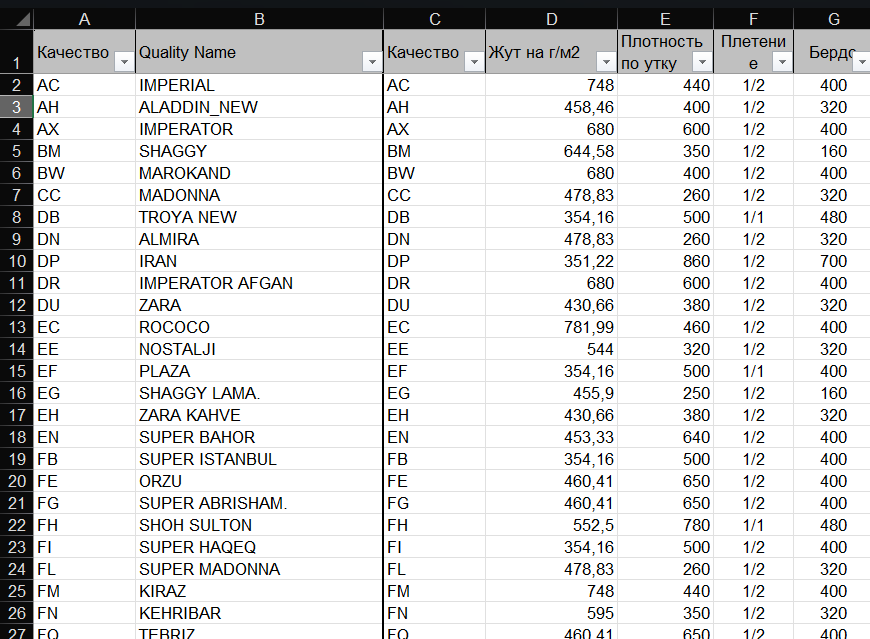 A B C D E F G
1 Качество Quality Name Качество Жут на г/м2 Плотность по утку Плетени е Бердо
2 AC IMPERIAL AC 748 440 1/2 400
3 AH ALADDIN_NEW AH 458,46 400 1/2 320
4 AX IMPERATOR AX 680 600 1/2 400
5 BM SHAGGY BM 644,58 350 1/2 160
6 BW MAROKAND BW 680 400 1/2 400
7 CC MADONNA CC 478,83 260 1/2 320
8 DB TROYA NEW DB 354,16 500 1/1 480
9 DN ALMIRA DN 478,83 260 1/2 320
10 DP IRAN DP 351,22 860 1/2 700
11 DR IMPERATOR AFGAN DR 680 600 1/2 400
12 DU ZARA DU 430,66 380 1/2 320
13 EC ROCOCO EC 781,99 460 1/2 400
14 EE NOSTALJI EE 544 320 1/2 320
15 EF PLAZA EF 354,16 500 1/1 400
16 EG SHAGGY LAMA. EG 455,9 250 1/2 160
17 EH ZARA KAHVE EH 430,66 380 1/2 320
18 EN SUPER BAHOR EN 453,33 640 1/2 400
19 FB SUPER ISTANBUL FB 354,16 500 1/2 400
20 FE ORZU FE 460,41 650 1/2 400
21 FG SUPER ABRISHAM. FG 460,41 650 1/2 400
22 FH SHOH SULTON FH 552,5 780 1/1 480
23 FI SUPER HAQEQ FI 354,16 500 1/2 400
24 FL SUPER MADONNA FL 478,83 260 1/2 320
25 FM KIRAZ FM 748 440 1/2 400
26 FN KEHRIBAR FN 595 350 1/2 320
27 FQ TEBRIZ FQ 460,41 650 1/2 400